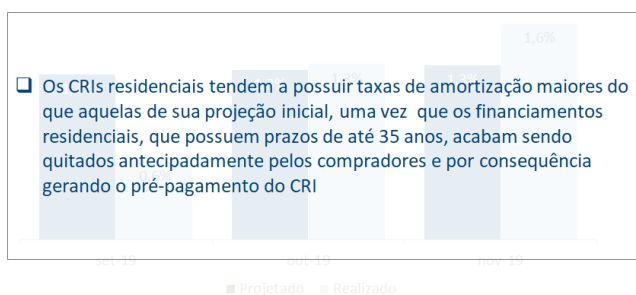 1,6%
❑ Os CRIs residenciais tendem a possuir taxas de amortização maiores do
que aquelas de sua projeção inicial, uma vez que os financiamentos
residenciais, que possuem prazos de até 35 anos, acabam sendo
quitados antecipadamente pelos compradores e por consequência
gerando o pré-pagamento do CRI
0,6%
set-19 out-19 nov-19
Projetado Realizado